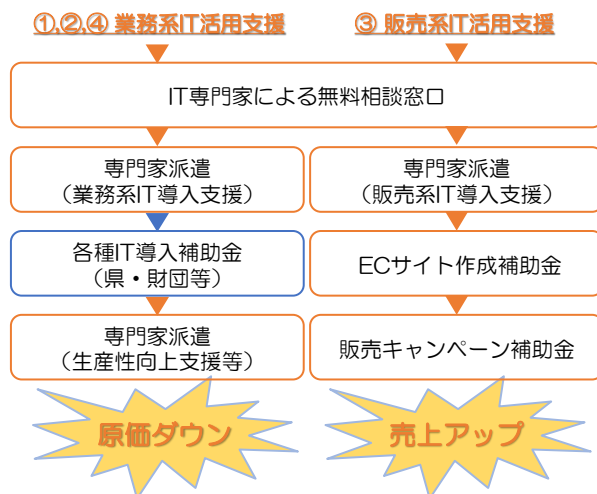 ①,②,④ 業務系IT活用支援
③ 販売系IT活用支援
IT専門家による無料相談窓口
専門家派遣
（業務系IT導入支援）
専門家派遣
（販売系IT導入支援）
各種IT導入補助金
（県・財団等）
ECサイト作成補助金
専門家派遣
（生産性向上支援等）
販売キャンペーン補助金
原価ダウン
売上アップ